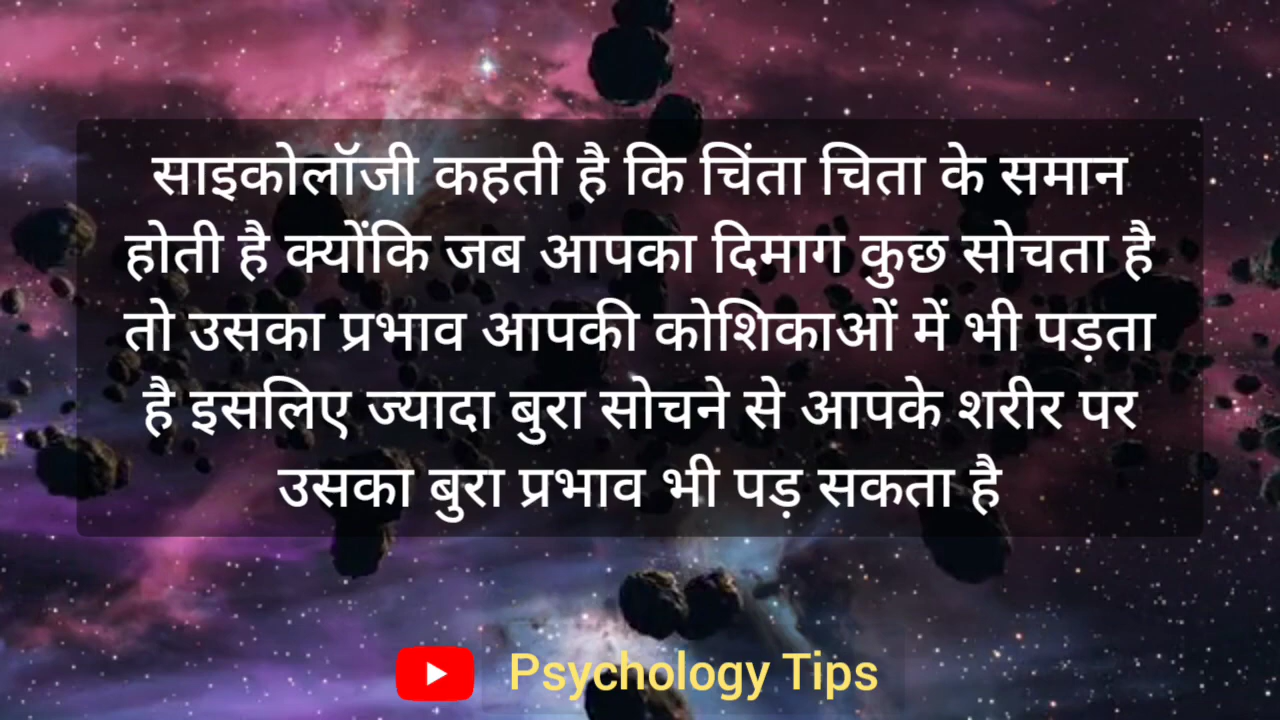 साइकोलॉजी कहती है कि चिंता चिता के समान
होती है क्योंकि जब आपका दिमाग कुछ सोचता है
तो उसका प्रभाव आपकी कोशिकाओं में भी पड़ता
है इसलिए ज्यादा बुरा सोचने से आपके शरीर पर
उसका बुरा प्रभाव भी पड़ सकता है
Psychology Tips